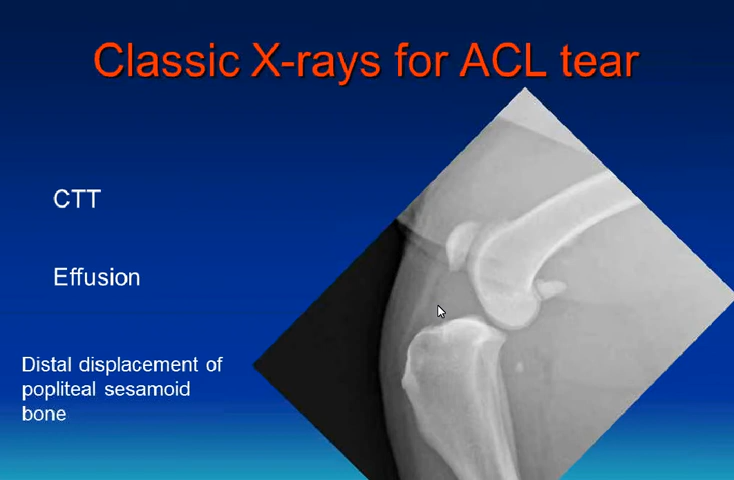 Classic X-rays for ACL tear
CTT
Effusion
Distal displacement of
popliteal sesamoid
bone